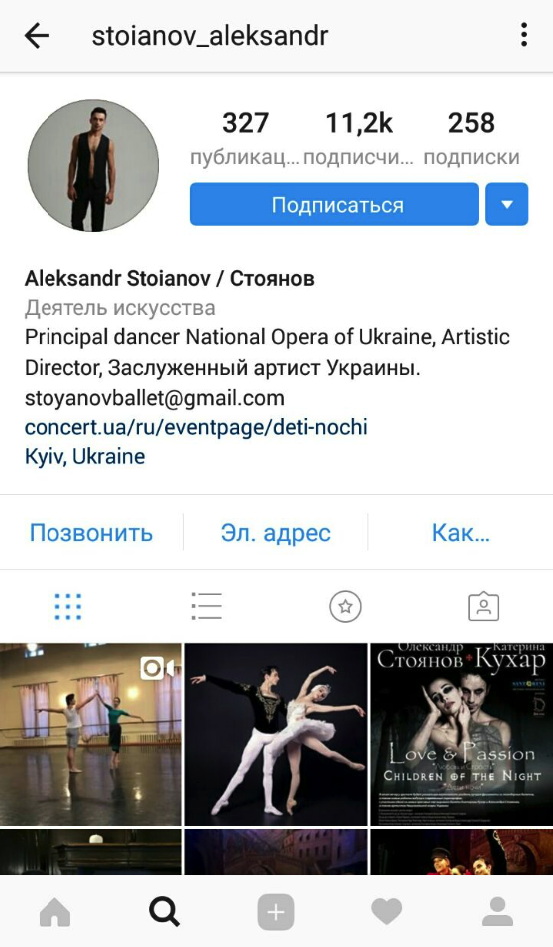 stoianov_aleksandr
327 11,2k 258
публикац... подписчи... подписки
Подписаться
Aleksandr Stoianov / Стоянов
Деятель искусства
Principal dancer National Opera of Ukraine, Artistic
Director, Заслуженный артист Украины.
stoyanovballet@gmail.com
concert.ua/ru/eventpage/deti-nochi
Kyiv, Ukraine
Позвонить Эл. адрес Как...
Олександр Катерина
Стоянов Кухар
Love & Passion
Children of the Night